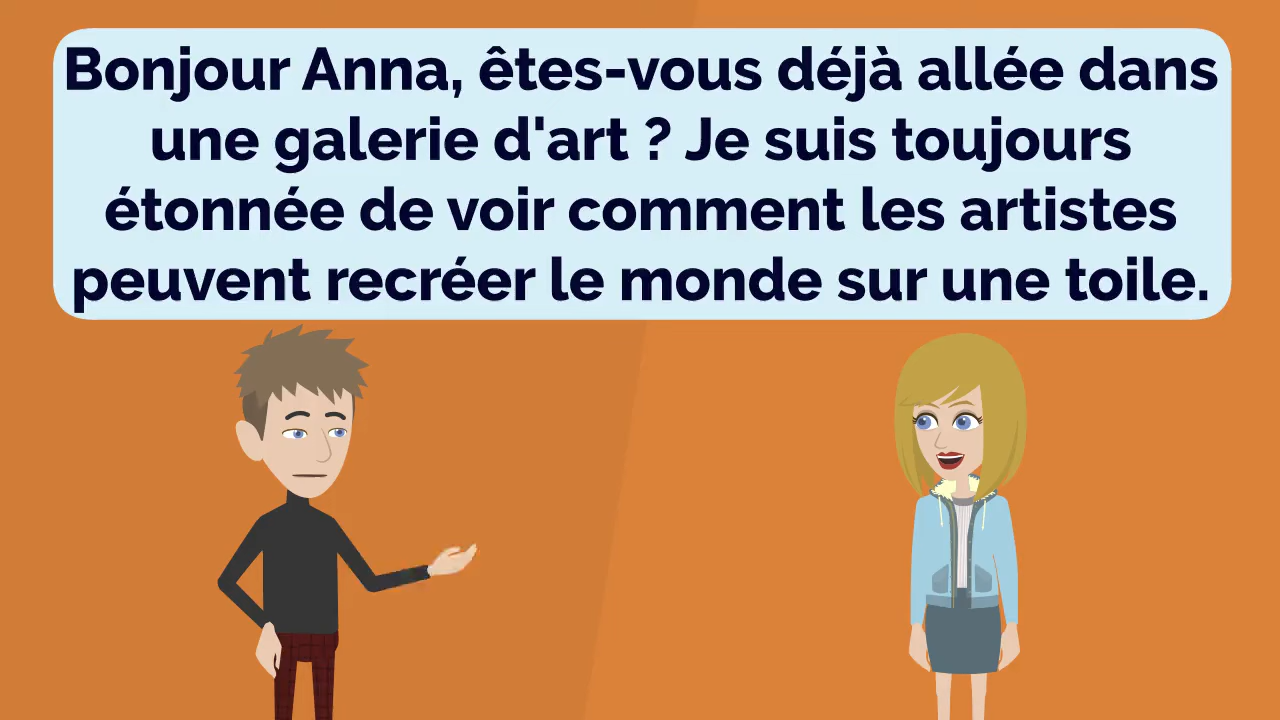 Bonjour Anna, êtes-vous déjà allée dans
une galerie d'art ? Je suis toujours
étonnée de voir comment les artistes
peuvent recréer le monde sur une toile.